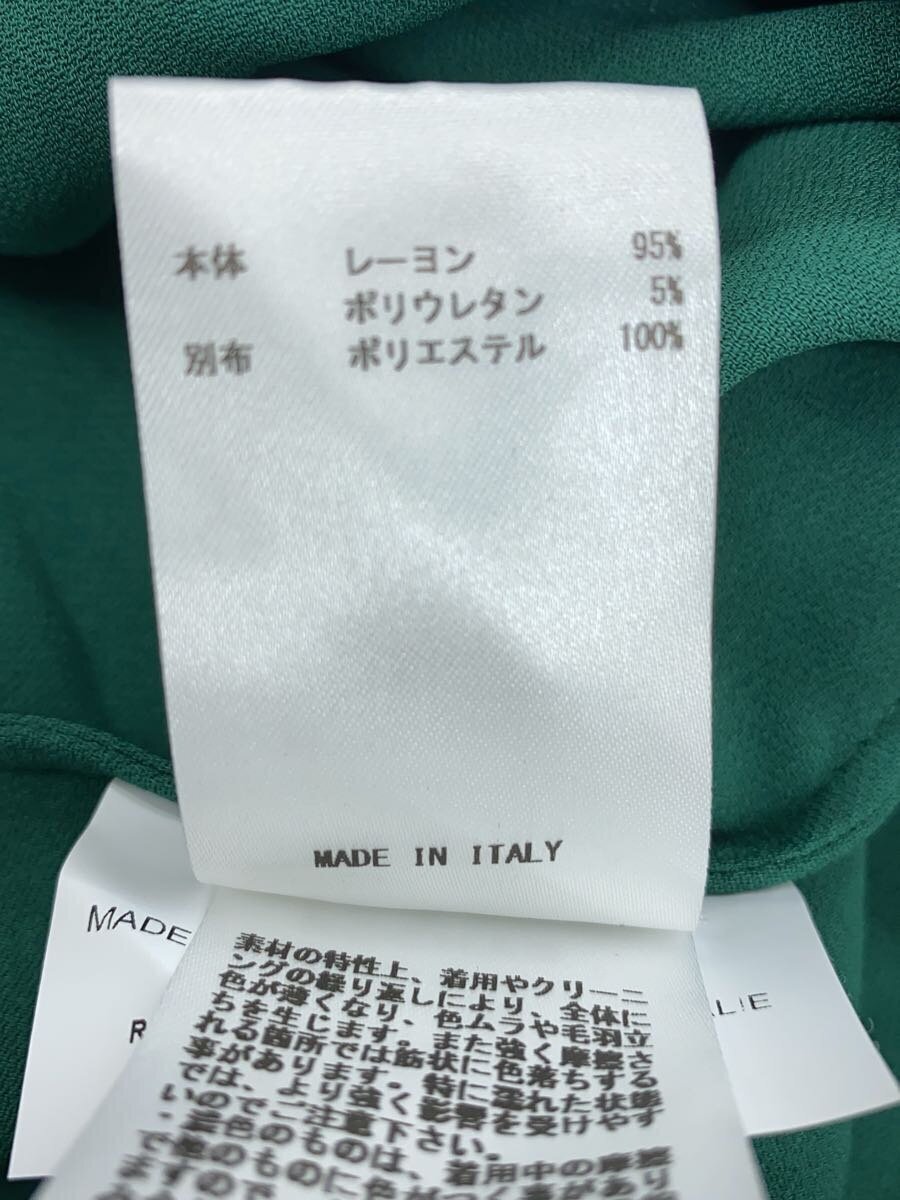 本体 レーヨン 95%
ポリウレタン 5%
別布 ポリエステル 100%
MADE IN ITALY
MADE
R
LIE
素材の特性上、着用やクリーニ
ングの繰り返しにより、全体に
色が薄くなり、色ムラや毛羽立
ちを生じます。また強く摩擦さ
れる箇所では筋状に色落ちする
事があります。特に濡れた状態
では、より強く影響を受けやす
いのでご注意下さい。
のものは、着用中の摩擦
で他のものに色が
ますので